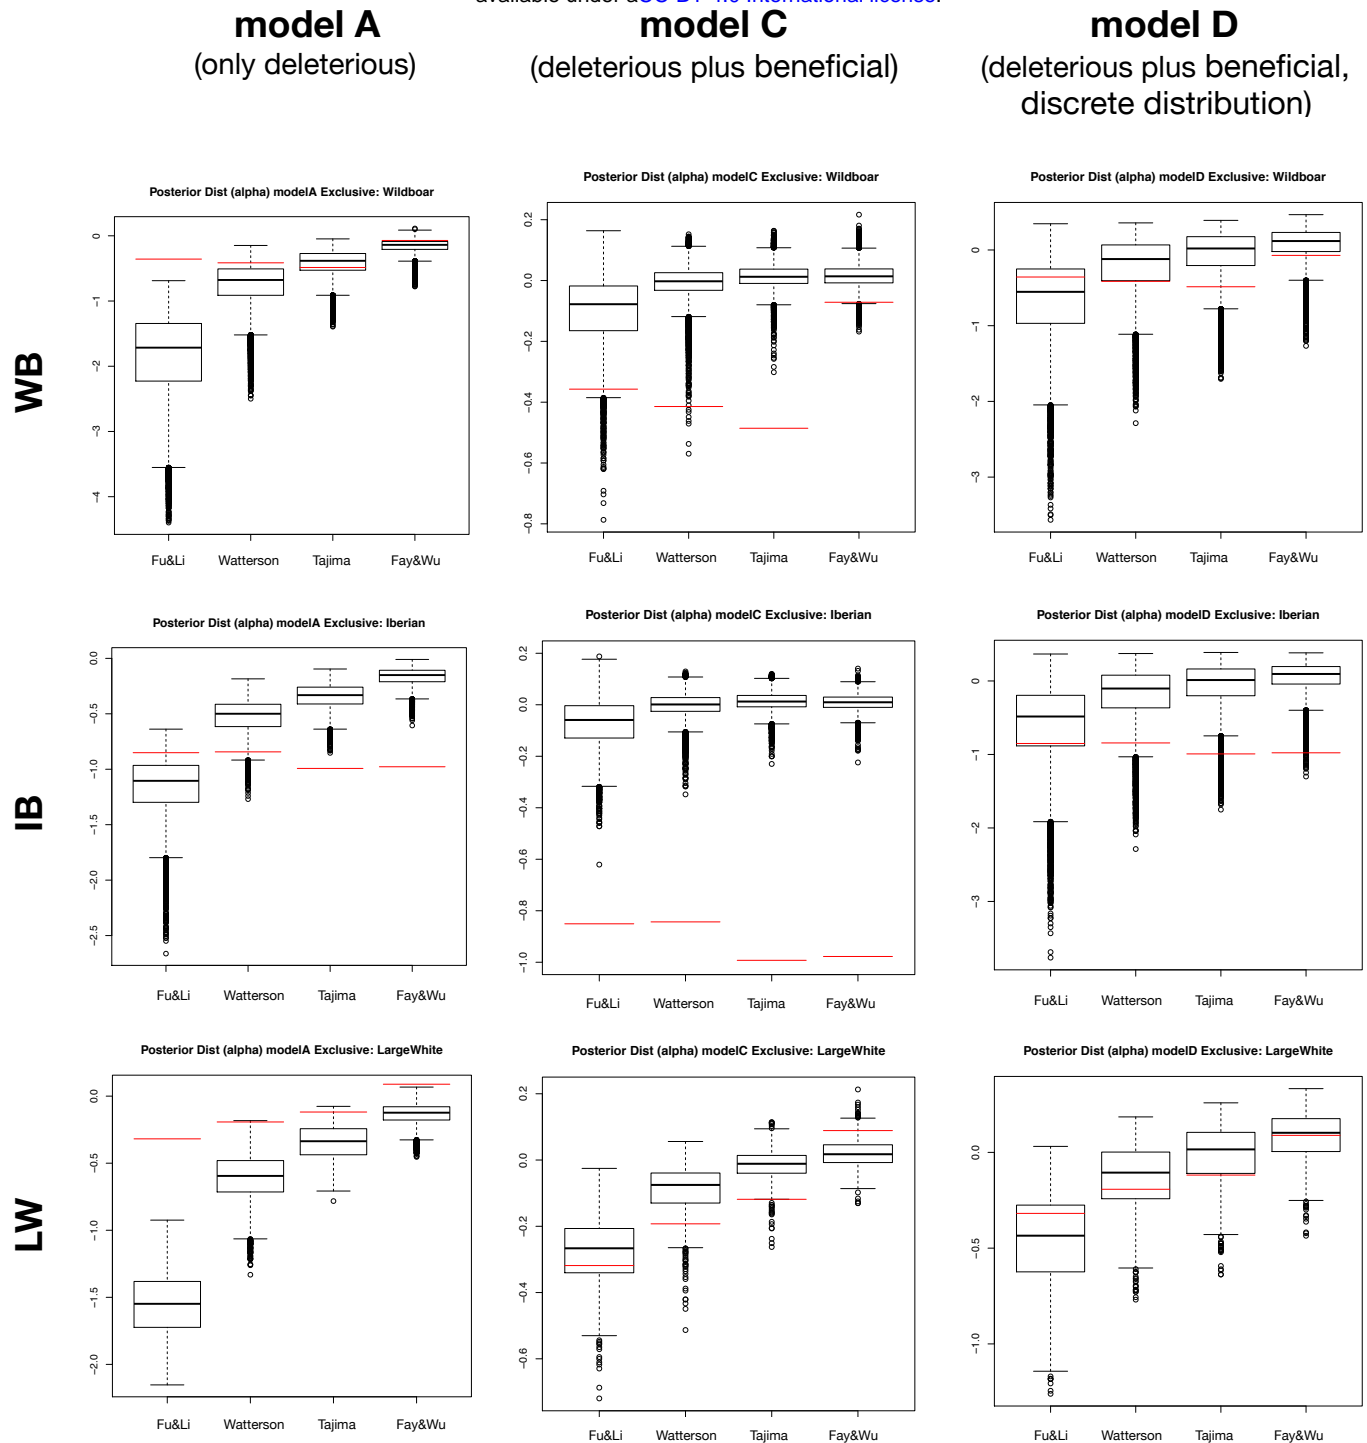 available under aCC-BY 4.0 International license.
model A
(only deleterious)
model C
(deleterious plus beneficial)
model D
(deleterious plus beneficial,
discrete distribution)
WB
Posterior Dist (alpha) modelA Exclusive: Wildboar
0
−1
−2
−3
−4
Fu&Li Watterson Tajima Fay&Wu
Posterior Dist (alpha) modelC Exclusive: Wildboar
0.2
0.0
−0.2
−0.4
−0.6
−0.8
Fu&Li Watterson Tajima Fay&Wu
Posterior Dist (alpha) modelD Exclusive: Wildboar
0
−1
−2
−3
Fu&Li Watterson Tajima Fay&Wu
IB
Posterior Dist (alpha) modelA Exclusive: Iberian
0.0
−0.5
−1.0
−1.5
−2.0
−2.5
Fu&Li Watterson Tajima Fay&Wu
Posterior Dist (alpha) modelC Exclusive: Iberian
0.2
0.0
−0.2
−0.4
−0.6
−0.8
−1.0
Fu&Li Watterson Tajima Fay&Wu
Posterior Dist (alpha) modelD Exclusive: Iberian
0
−1
−2
−3
Fu&Li Watterson Tajima Fay&Wu
LW
Posterior Dist (alpha) modelA Exclusive: LargeWhite
0.0
−0.5
−1.0
−1.5
−2.0
Fu&Li Watterson Tajima Fay&Wu
Posterior Dist (alpha) modelC Exclusive: LargeWhite
0.2
0.0
−0.2
−0.4
−0.6
Fu&Li Watterson Tajima Fay&Wu
Posterior Dist (alpha) modelD Exclusive: LargeWhite
0.0
−0.5
−1.0
Fu&Li Watterson Tajima Fay&Wu